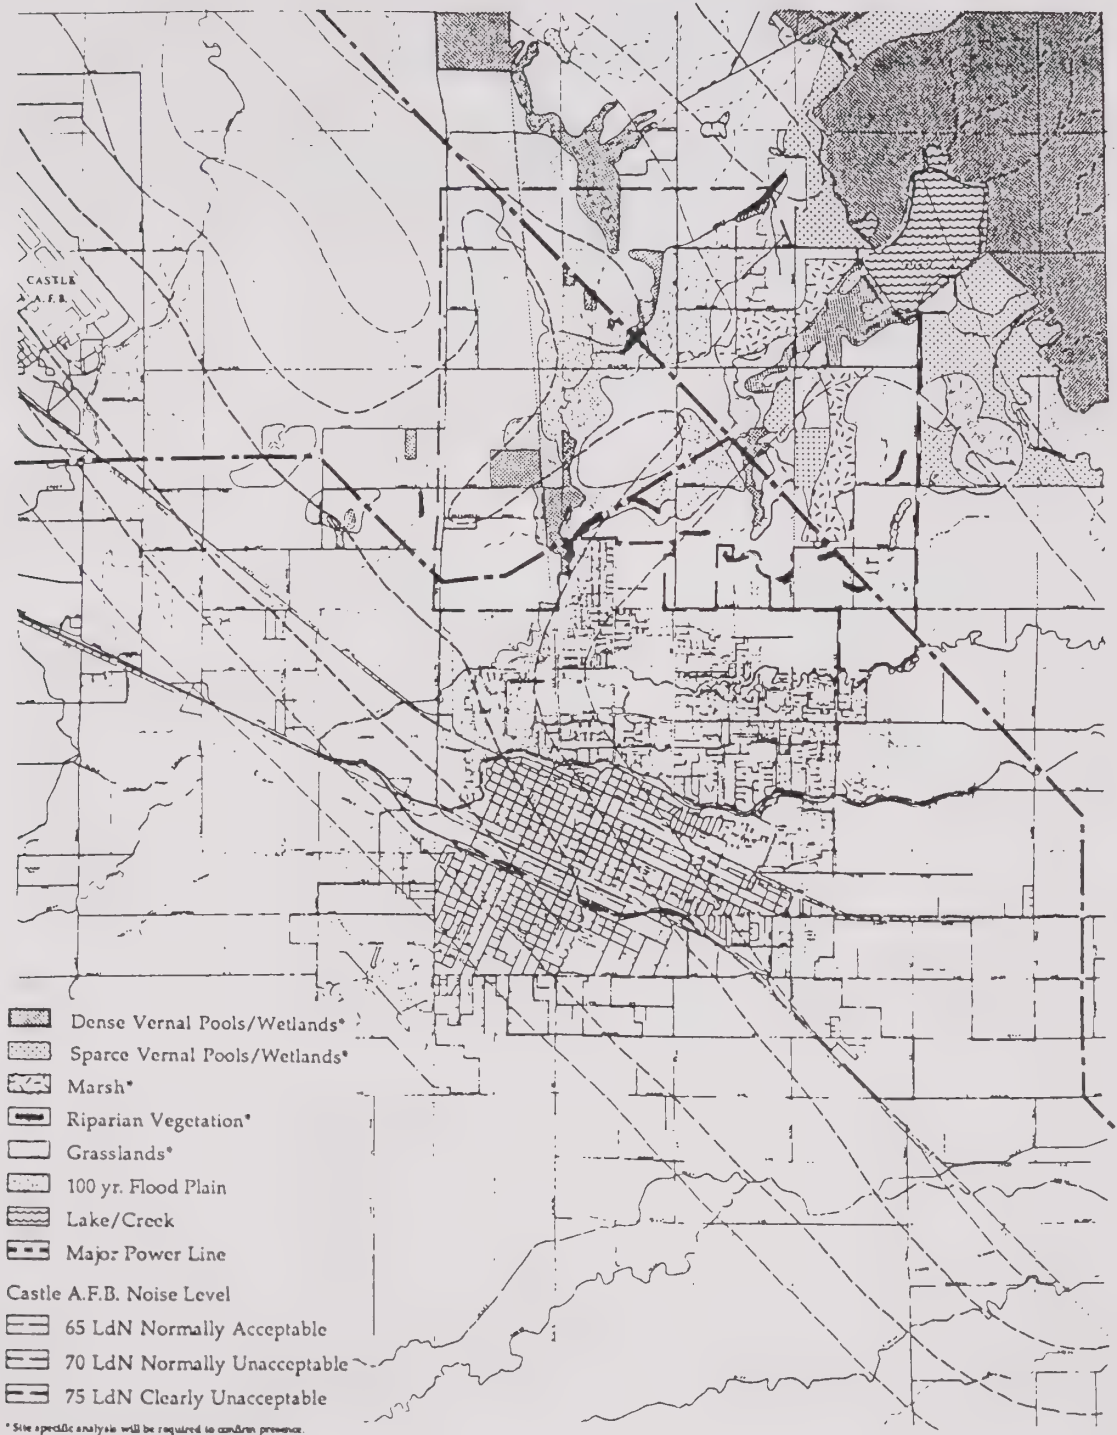 CASTLE
A.F.B.
Dense Vernal Pools/Wetlands*
Sparce Vernal Pools/Wetlands*
Marsh*
Riparian Vegetation*
Grasslands*
100 yr. Flood Plain
Lake/Creek
Major Power Line
Castle A.F.B. Noise Level
65 LdN Normally Acceptable
70 LdN Normally Unacceptable
75 LdN Clearly Unacceptable
* Site specific analysis will be required to confirm presence.